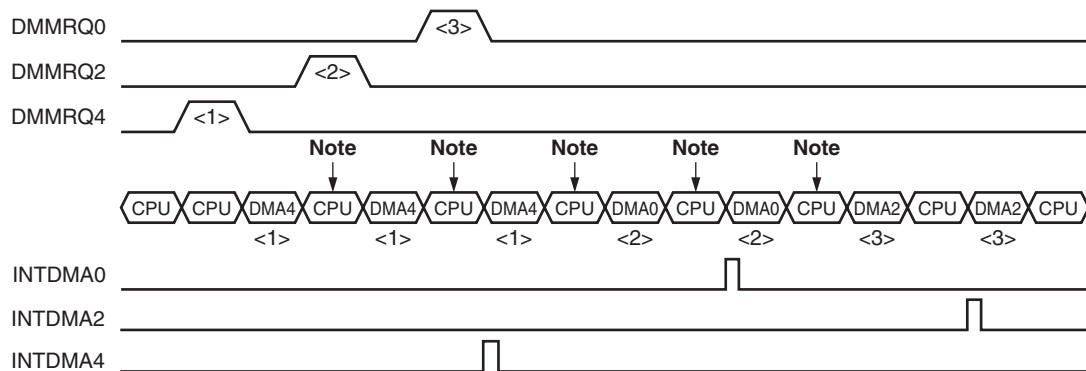 DMMRQ0 <3>
DMMRQ2 <2>
DMMRQ4 <1>
Note Note Note Note Note
CPU CPU DMA4 CPU DMA4 CPU DMA4 CPU DMA0 CPU DMA0 CPU DMA2 CPU DMA2 CPU
<1> <1> <1> <2> <2> <3> <3>
INTDMA0
INTDMA2
INTDMA4